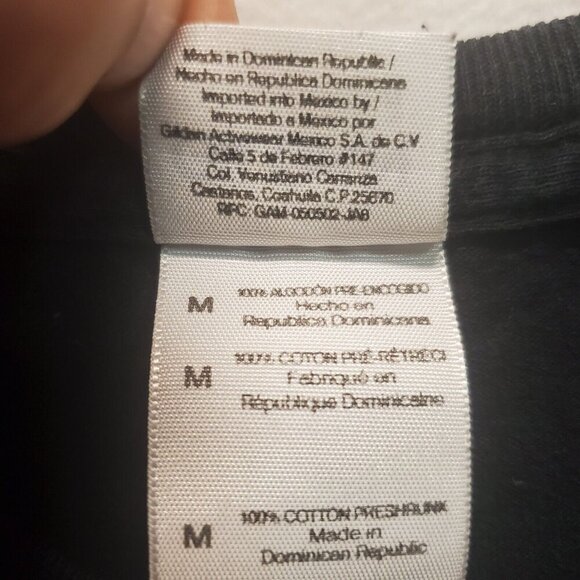 Made in Dominican Republic /
Hecho en Republica Dominicana
Imported into Mexico by /
Importado a Mexico por
Gildan Activewear Mexico S.A. de C.V
Calle 5 de Febrero #147
Col. Venustiano Carranza
Castanos, Coahuila C.P. 25870
RFC: GAM-050502-JA8
M 100% ALGODÓN PRE-ENCOGIDO
Hecho en
Republica Dominicana
M 100% COTON PRÉ-RÉTRÉCI
Fabriqué en
République Dominicaine
M 100% COTTON PRESHRUNK
Made in
Dominican Republic